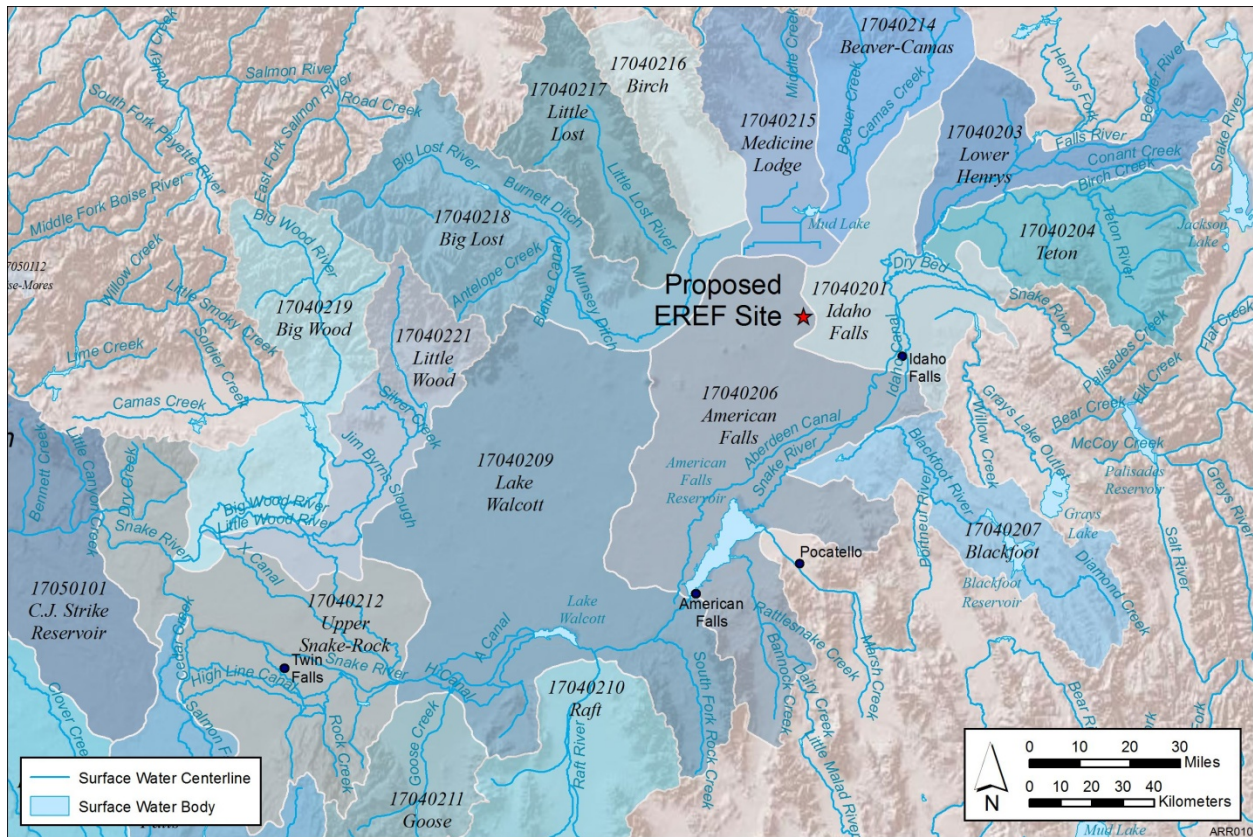 Valley Creek
Salmon River
South Fork Payette River
Road Creek
East Fork Salmon River
Middle Fork Boise River
Big Wood River
Willow Creek
Little Smoky Creek
Soldier Creek
Lime Creek
Camas Creek
17050112
17040219
Big Wood
Big Lost River
Burnett Ditch
17040218
Big Lost
Antelope Creek
Blaine Canal
Munsey Ditch
17040217
Little
Lost
Little Lost River
17040216
Birch
Middle Creek
17040215
Medicine
Lodge
17040214
Beaver-Camas
Beaver Creek
Camas Creek
Mud Lake
17040203
Lower
Henrys
Henrys Fork
Falls River
Bechler River
Conant Creek
Birch Creek
Snake River
17040204
Teton
Teton River
Jackson
Lake
Dry Bed
17040201
Idaho
Falls
Proposed
EREF Site
Snake River
Idaho Canal
Idaho
Falls
Palisades Creek
Elk Creek
Flat Creek
Bear Creek
McCoy Creek
Palisades
Reservoir
Greys River
Salt River
Grays Lake Outlet
Willow Creek
Grays
Lake
17040221
Little
Wood
Silver Creek
Jim Byrns Slough
17040206
American
Falls
Aberdeen Canal
Snake River
American
Falls
Reservoir
17040209
Lake
Walcott
Blackfoot River
Portneuf River
17040207
Blackfoot
Blackfoot
Reservoir
Diamond Creek
Pocatello
American
Falls
Rattlesnake Creek
Bannock Creek
Dairy Creek
Marsh Creek
Little Malad River
South Fork Rock Creek
Bennett Creek
Little Canyon Creek
Dry Creek
Big Wood River
Little Wood River
Snake River
X Canal
17050101
C.J. Strike
Reservoir
17040212
Upper
Snake-Rock
Twin
Falls
Snake River
Cedar Creek
High Line Canal
Rock Creek
Clover Creek
H Canal
A Canal
Lake
Walcott
17040210
Raft
Raft River
Goose Creek
17040211
Goose
Mud Lake
Surface Water Centerline
Surface Water Body
0 10 20 30
Miles
0 10 20 30 40
Kilometers
N